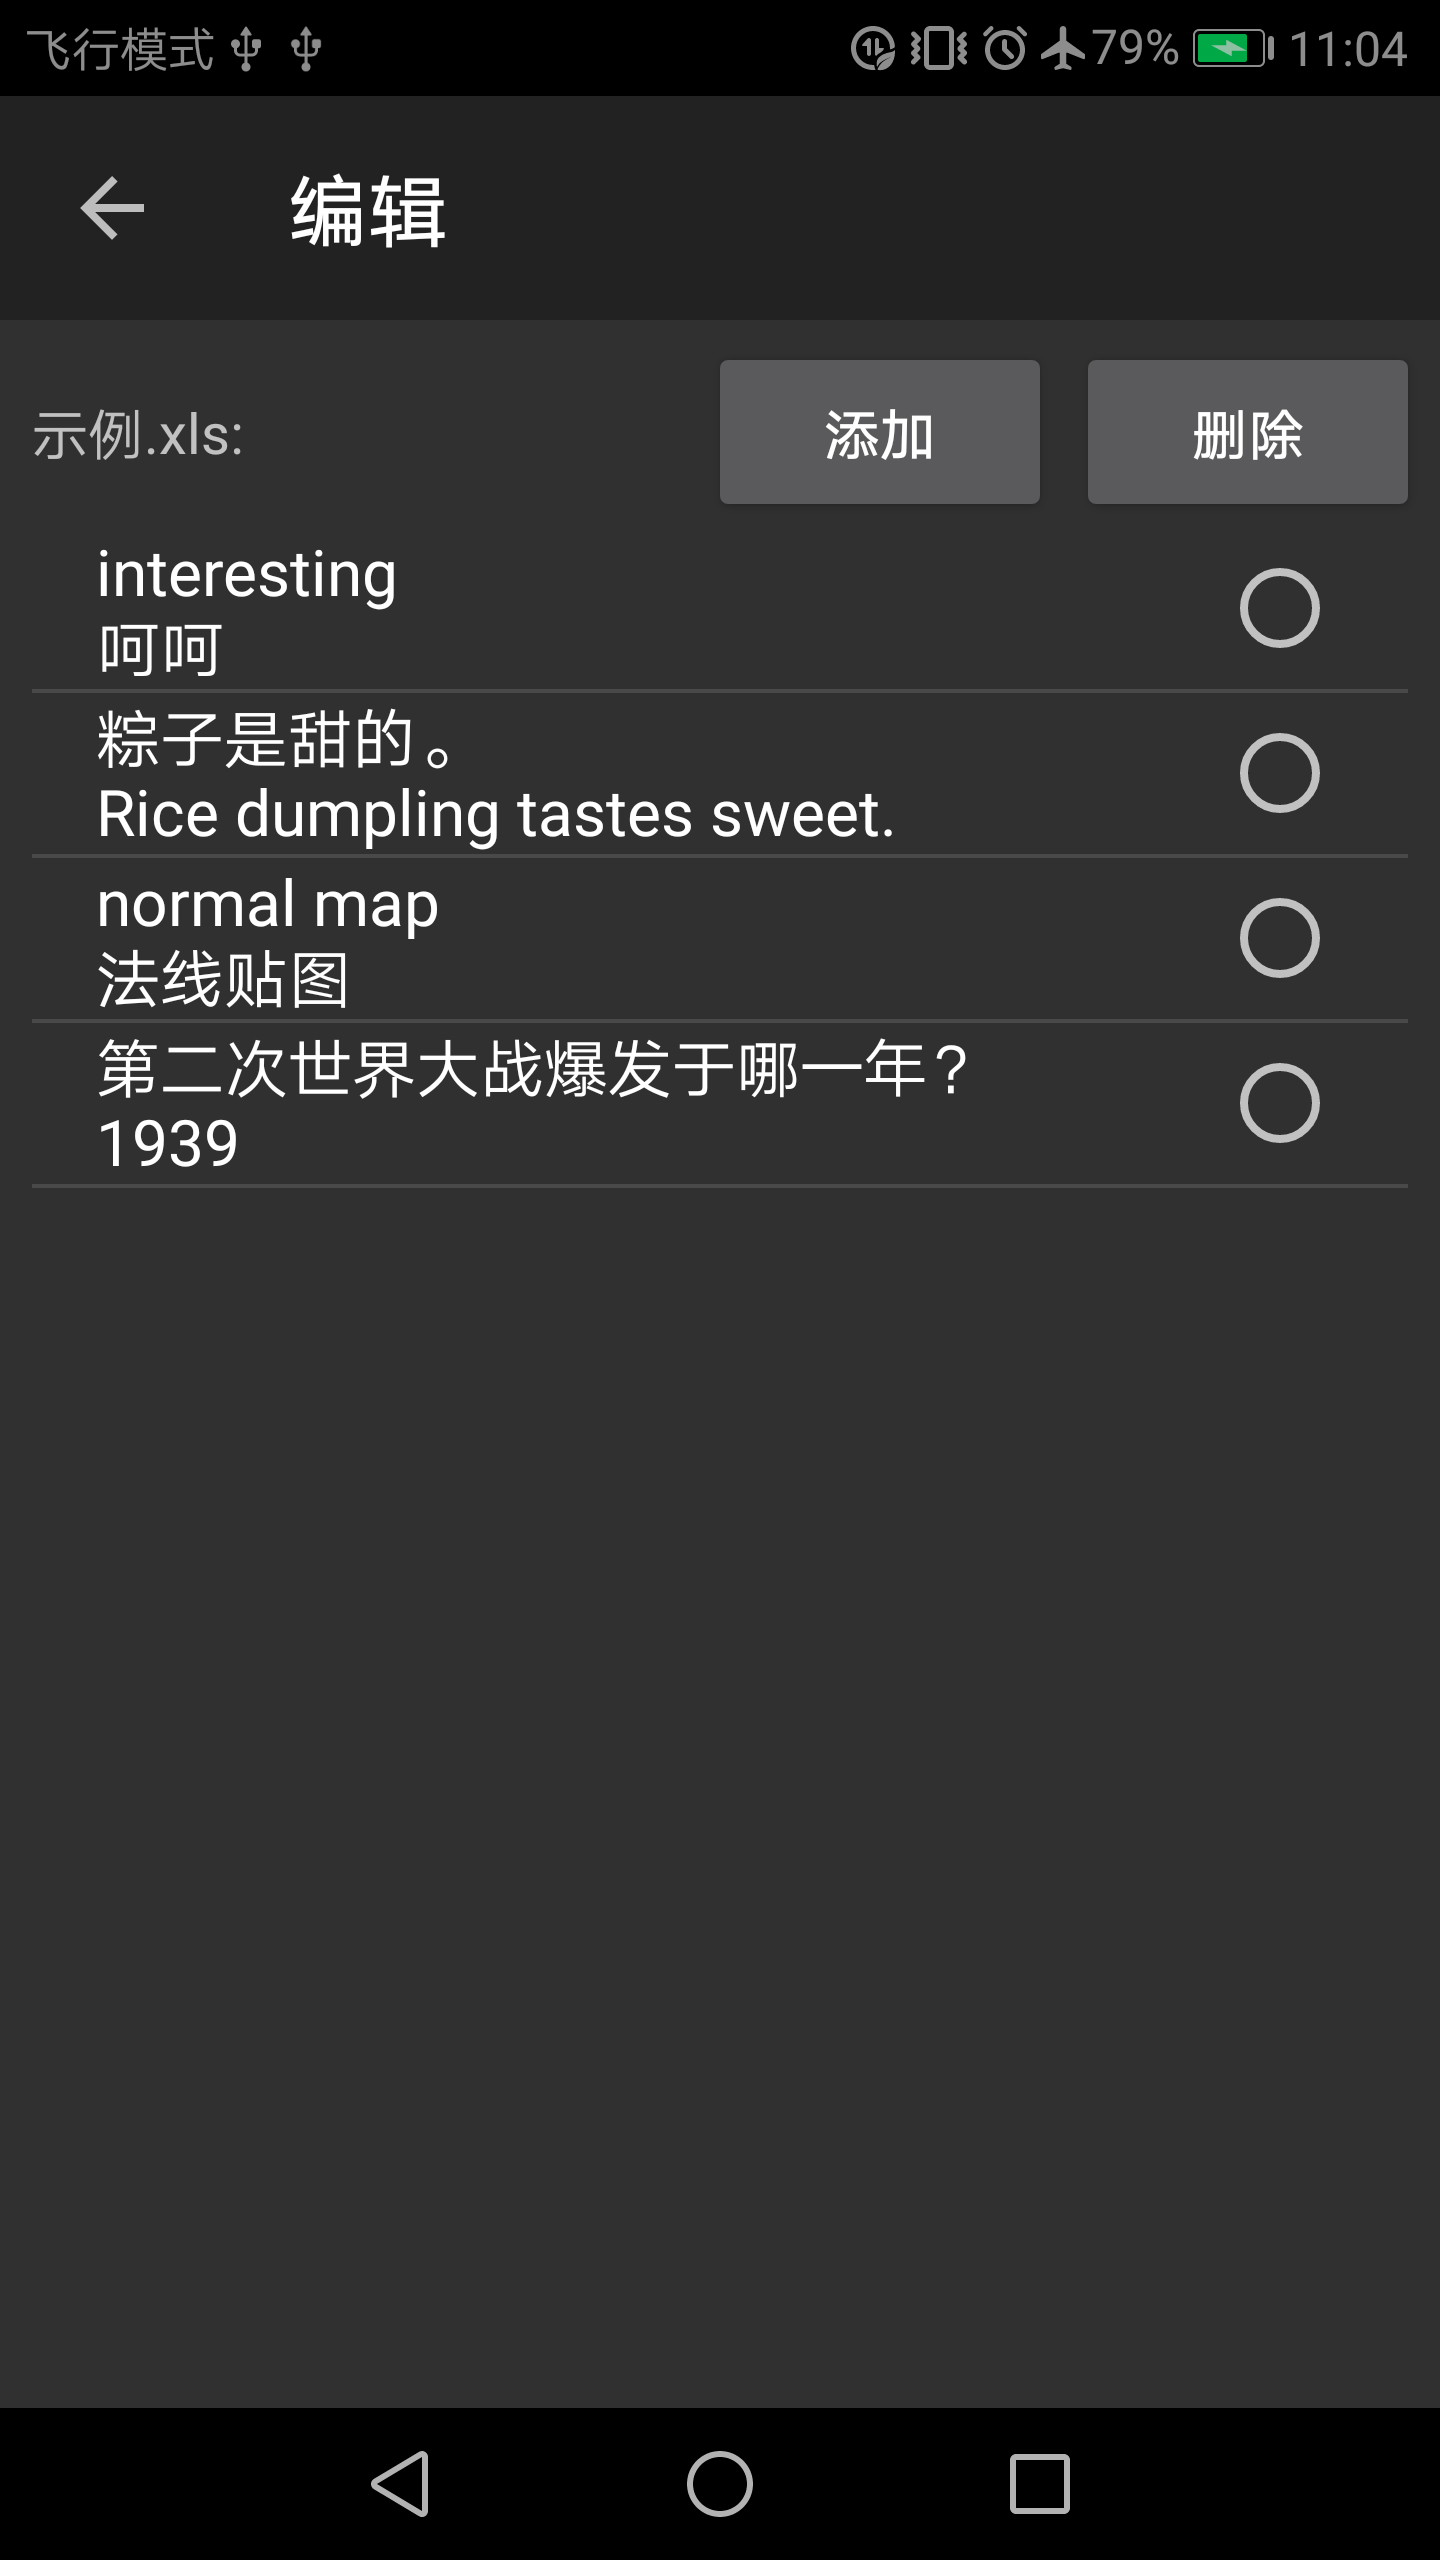 飞行模式 79% 11:04
编辑
示例.xls: 添加 删除
interesting
呵呵
粽子是甜的。
Rice dumpling tastes sweet.
normal map
法线贴图
第二次世界大战爆发于哪一年？
1939